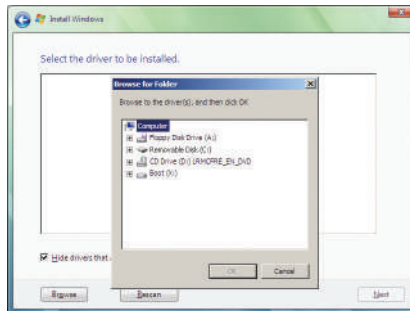 Install Windows
Select the driver to be installed.
Browse for Folder
Browse to the driver(s), and then click OK
Computer
Floppy Disk Drive (A:)
Removable Disk (C:)
CD Drive (D:) LRMCFRE_EN_DVD
Boot (X:)
Hide drivers that
OK
Cancel
Browse
Rescan
Next